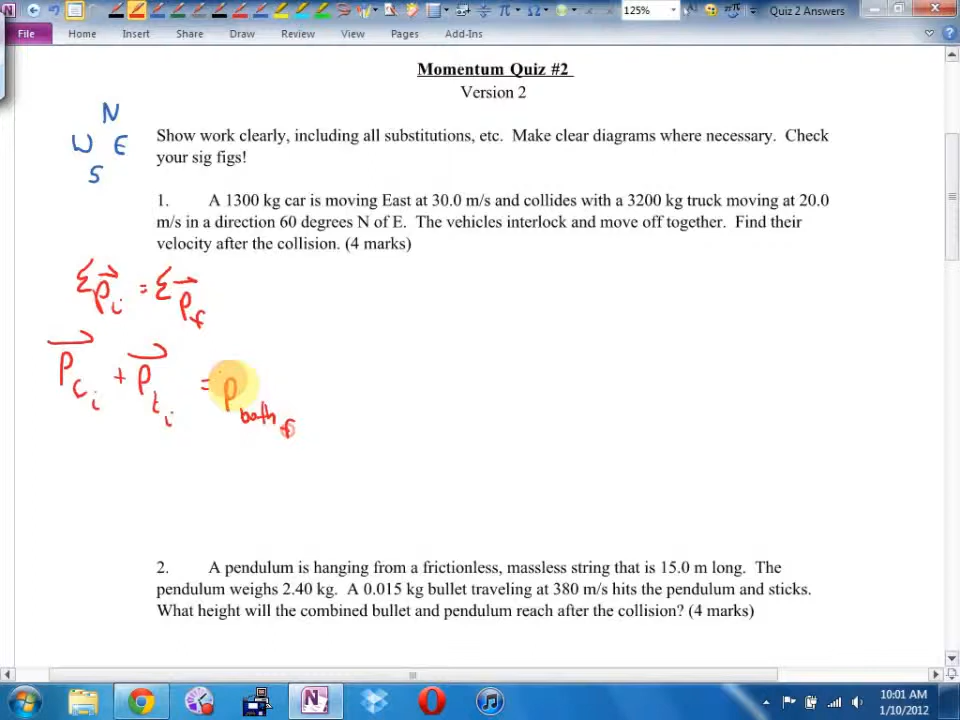 125%
Quiz 2 Answers
File Home Insert Share Draw Review View Pages Add-Ins
Momentum Quiz #2
Version 2
N
W E
S
Show work clearly, including all substitutions, etc. Make clear diagrams where necessary. Check
your sig figs!
1. A 1300 kg car is moving East at 30.0 m/s and collides with a 3200 kg truck moving at 20.0
m/s in a direction 60 degrees N of E. The vehicles interlock and move off together. Find their
velocity after the collision. (4 marks)
Σp⃗i = Σp⃗f
p⃗ci + p⃗ti = pboth f
2. A pendulum is hanging from a frictionless, massless string that is 15.0 m long. The
pendulum weighs 2.40 kg. A 0.015 kg bullet traveling at 380 m/s hits the pendulum and sticks.
What height will the combined bullet and pendulum reach after the collision? (4 marks)
10:01 AM
1/10/2012